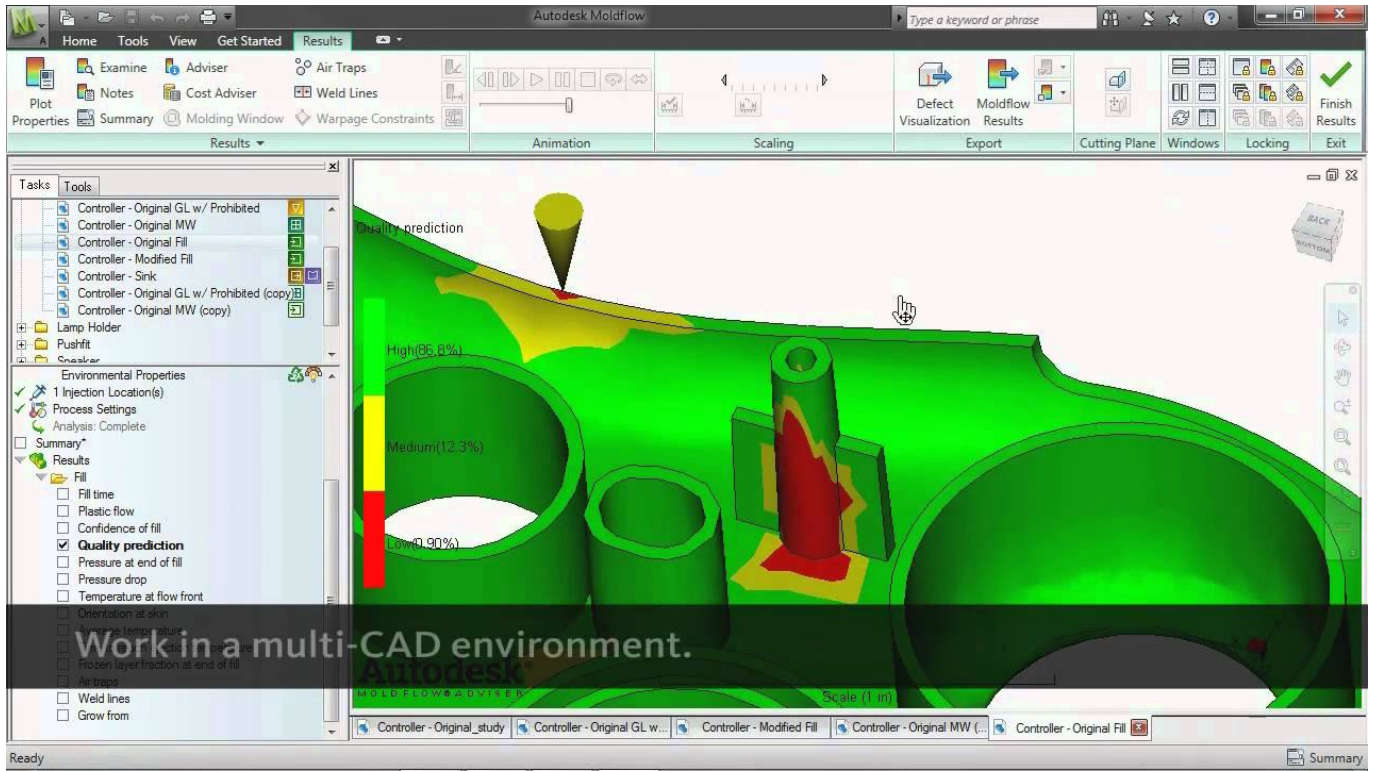 Autodesk Moldflow
Type a keyword or phrase
Home Tools View Get Started Results
Examine Adviser Air Traps
Notes Cost Adviser Weld Lines
Summary Molding Window Warpage Constraints
Plot Properties
Defect Visualization
Moldflow Results
Finish Results
Results Animation Scaling Export Cutting Plane Windows Locking Exit
Tasks Tools
Controller - Original GL w/ Prohibited
Controller - Original MW
Controller - Original Fill
Controller - Modified Fill
Controller - Sink
Controller - Original GL w/ Prohibited (copy)
Controller - Original MW (copy)
Lamp Holder
Pushfit
Speaker
Environmental Properties
1 Injection Location(s)
Process Settings
Analysis: Complete
Summary*
Results
Fill
Fill time
Plastic flow
Confidence of fill
Quality prediction
Pressure at end of fill
Pressure drop
Temperature at flow front
Orientation at skin
Average temperature
Frozen layer fraction at end of fill
Air traps
Weld lines
Grow from
Quality prediction
High(86.8%)
Medium(12.3%)
Low(0.90%)
BACK
BOTTOM
Work in a multi-CAD environment.
Autodesk
MOLDFLOW ADVISER
Scale (1 in)
Controller - Original_study Controller - Original GL w... Controller - Modified Fill Controller - Original MW (... Controller - Original Fill
Ready Summary